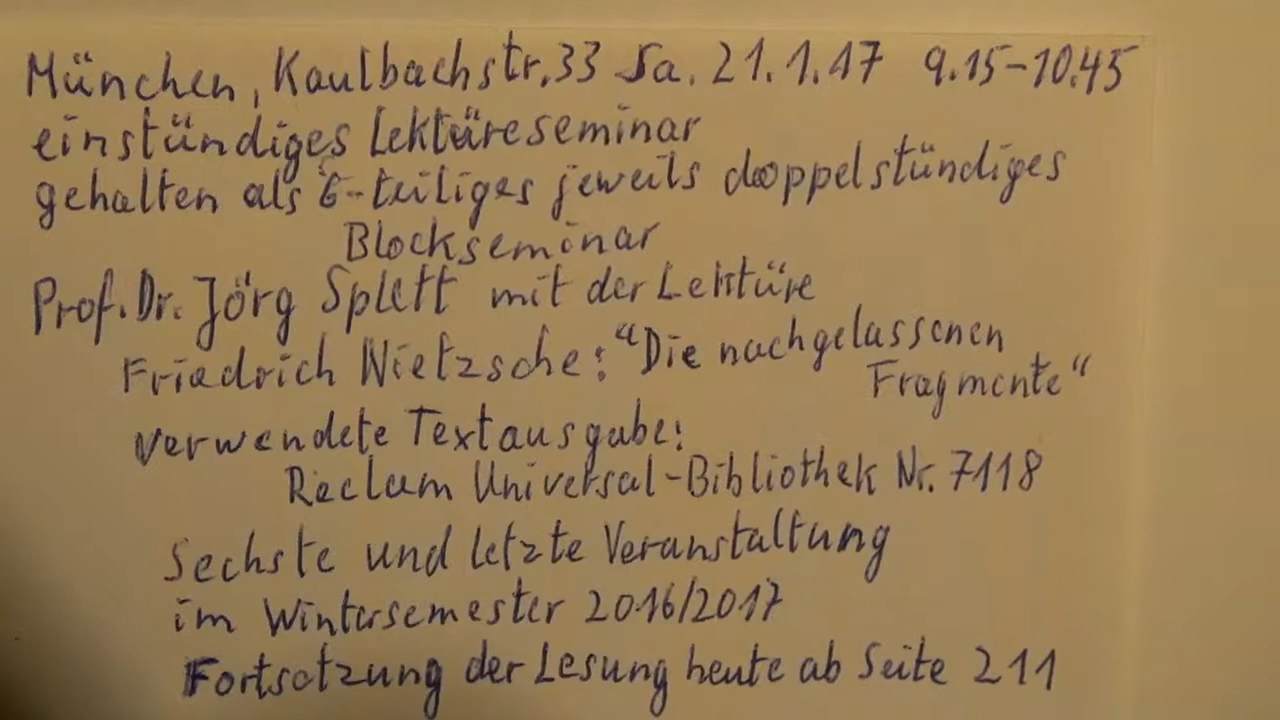 München, Kaulbachstr.33 Sa. 21.1.17 9.15-10.45
einstündiges Lektüreseminar
gehalten als 6-teiliges jeweils doppelstündiges
Blockseminar
Prof. Dr. Jörg Splett mit der Lektüre
Friedrich Nietzsche: "Die nachgelassenen
Fragmente"
verwendete Textausgabe:
Reclam Universal-Bibliothek Nr. 7118
Sechste und letzte Veranstaltung
im Wintersemester 2016/2017
Fortsetzung der Lesung heute ab Seite 211